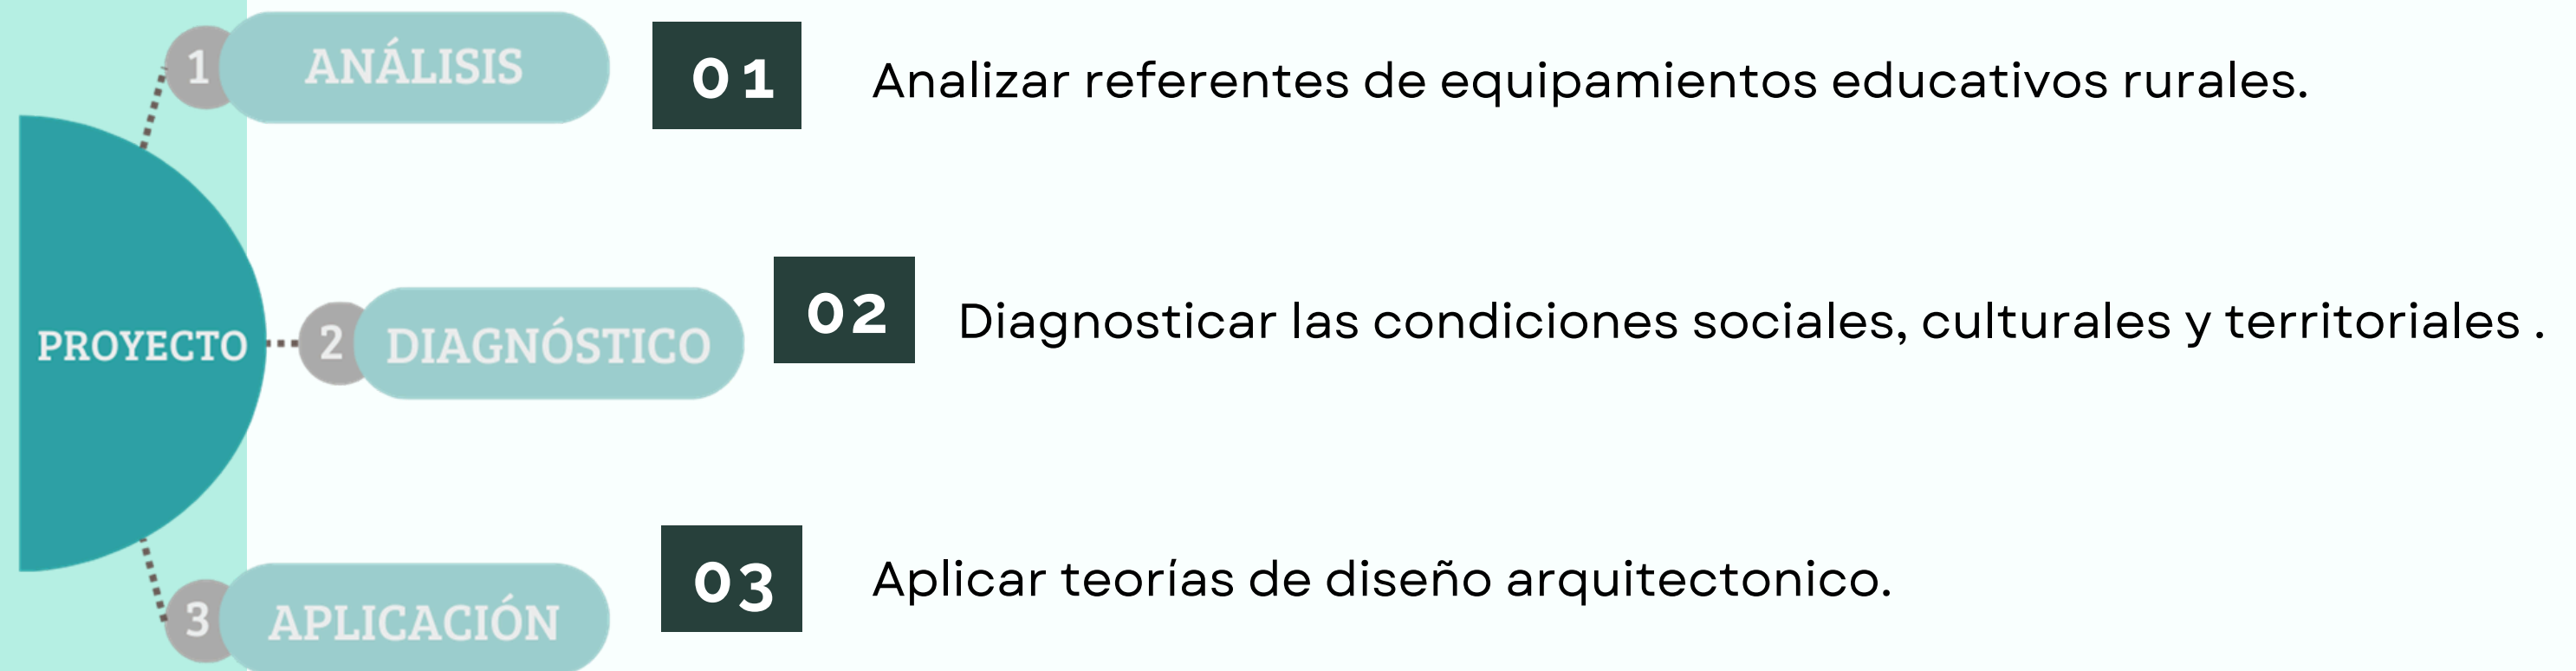 1 ANÁLISIS
01 Analizar referentes de equipamientos educativos rurales.
PROYECTO
2 DIAGNÓSTICO
02 Diagnosticar las condiciones sociales, culturales y territoriales .
3 APLICACIÓN
03 Aplicar teorías de diseño arquitectonico.